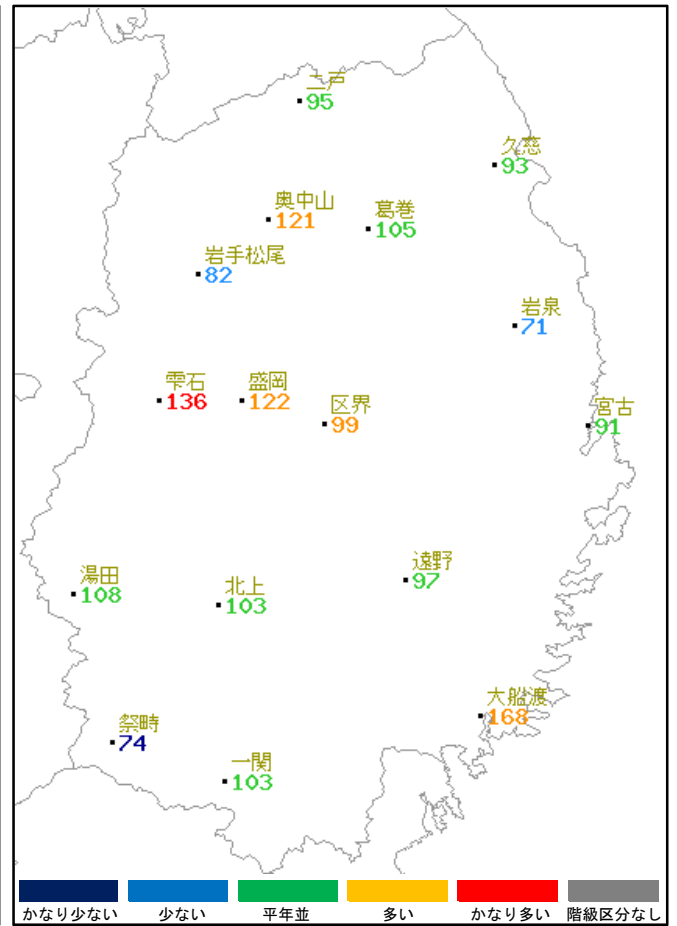 二戸
95
久慈
93
奥中山
121
葛巻
105
岩手松尾
82
岩泉
71
雫石
136
盛岡
122
区界
99
宮古
91
湯田
108
北上
103
遠野
97
大船渡
168
祭畤
74
一関
103
かなり少ない
少ない
平年並
多い
かなり多い
階級区分なし